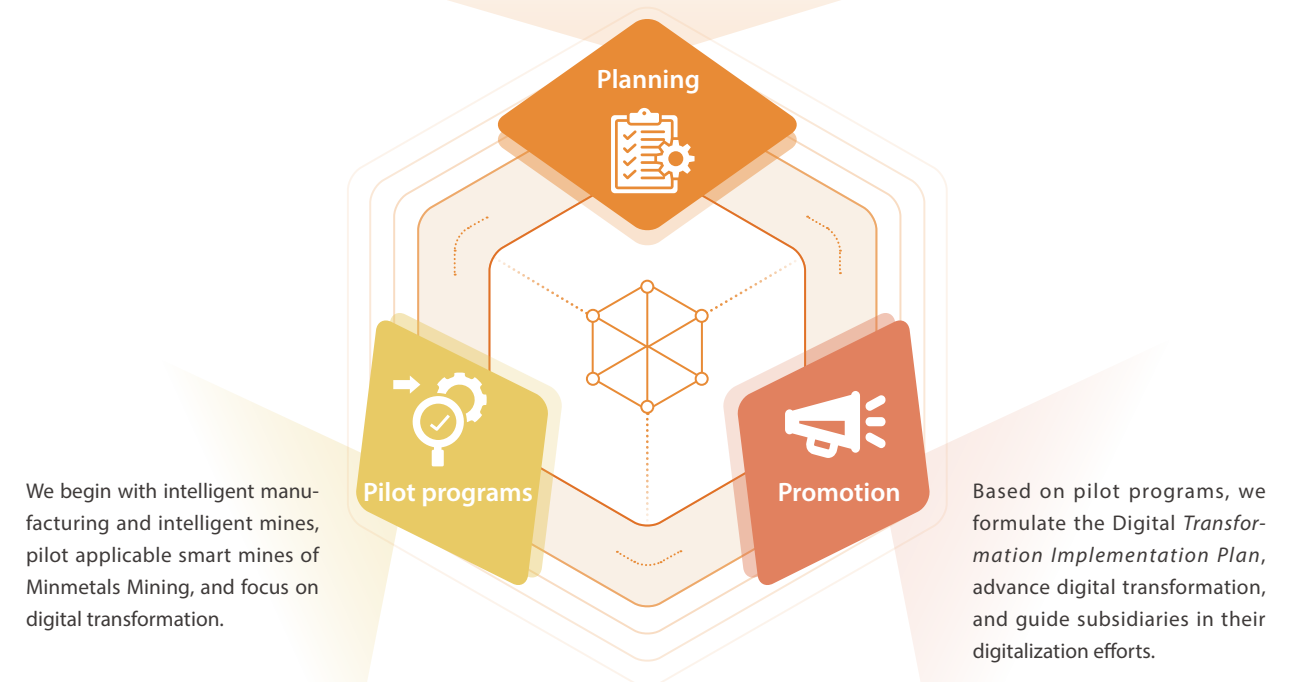 Planning
Pilot programs
We begin with intelligent manu-
facturing and intelligent mines,
pilot applicable smart mines of
Minmetals Mining, and focus on
digital transformation.
Promotion
Based on pilot programs, we
formulate the Digital Transfor-
mation Implementation Plan,
advance digital transformation,
and guide subsidiaries in their
digitalization efforts.